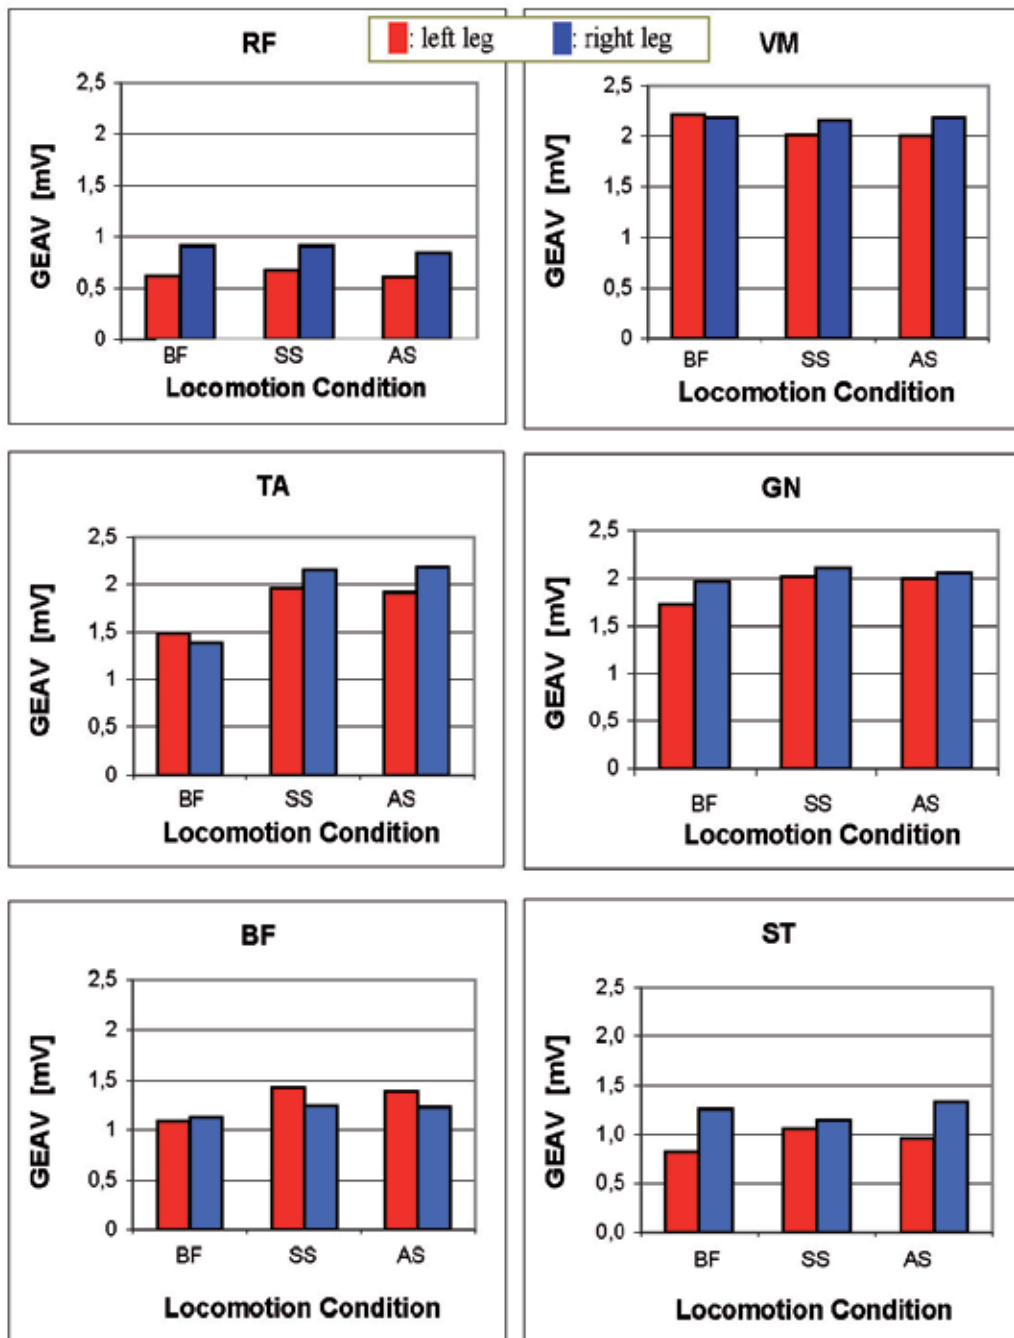 RF
: left leg : right leg
VM
GEAV [mV]
2,5
2
1,5
1
0,5
0
BF SS AS
Locomotion Condition
GEAV [mV]
2,5
2
1,5
1
0,5
0
BF SS AS
Locomotion Condition
TA
GEAV [mV]
2,5
2
1,5
1
0,5
0
BF SS AS
Locomotion Condition
GN
GEAV [mV]
2,5
2
1,5
1
0,5
0
BF SS AS
Locomotion Condition
BF
GEAV [mV]
2,5
2
1,5
1
0,5
0
BF SS AS
Locomotion Condition
ST
GEAV [mV]
2,5
2,0
1,5
1,0
0,5
0,0
BF SS AS
Locomotion Condition